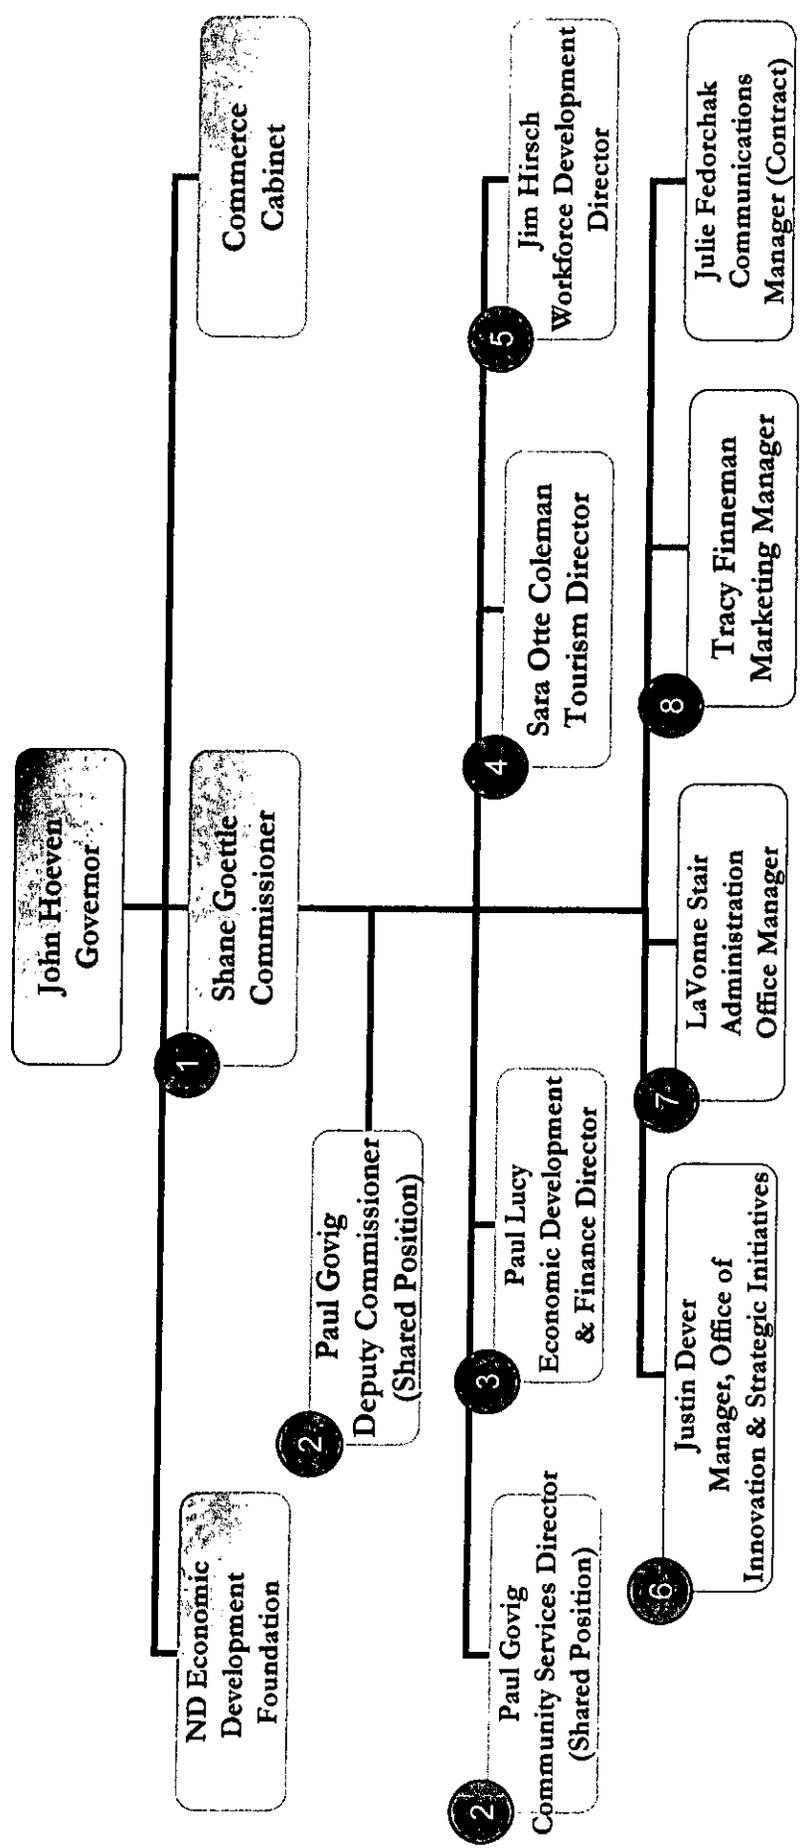 John Hoeven
Governor
ND Economic
Development
Foundation
1
Shane Goettle
Commissioner
Commerce
Cabinet
2
Paul Govig
Deputy Commissioner
(Shared Position)
2
Paul Govig
Community Services Director
(Shared Position)
3
Paul Lucy
Economic Development
& Finance Director
4
Sara Otte Coleman
Tourism Director
5
Jim Hirsch
Workforce Development
Director
6
Justin Dever
Manager, Office of
Innovation & Strategic Initiatives
7
LaVonne Stair
Administration
Office Manager
8
Tracy Finneman
Marketing Manager
Julie Fedorchak
Communications
Manager (Contract)